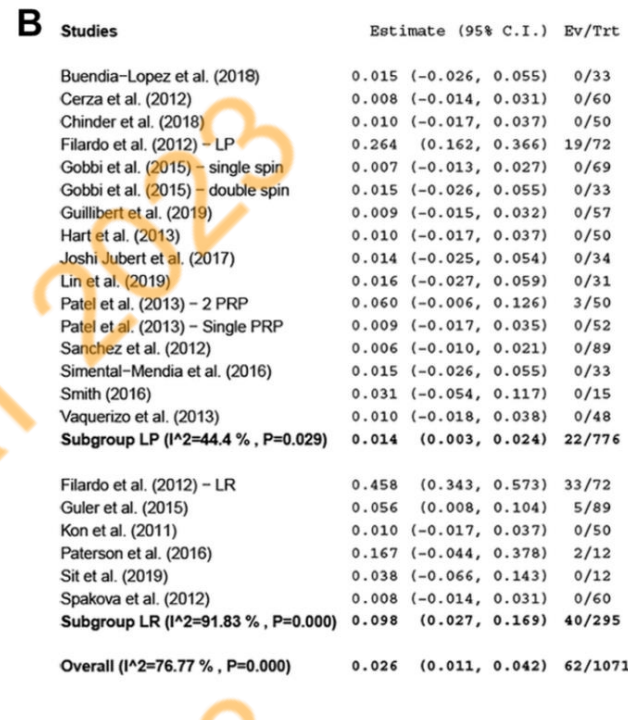 B Studies Estimate (95% C.I.) Ev/Trt
Buendia-Lopez et al. (2018) 0.015 (-0.026, 0.055) 0/33
Cerza et al. (2012) 0.008 (-0.014, 0.031) 0/60
Chinder et al. (2018) 0.010 (-0.017, 0.037) 0/50
Filardo et al. (2012) - LP 0.264 (0.162, 0.366) 19/72
Gobbi et al. (2015) - single spin 0.007 (-0.013, 0.027) 0/69
Gobbi et al. (2015) - double spin 0.015 (-0.026, 0.055) 0/33
Guillibert et al. (2019) 0.009 (-0.015, 0.032) 0/57
Hart et al. (2013) 0.010 (-0.017, 0.037) 0/50
Joshi Jubert et al. (2017) 0.014 (-0.025, 0.054) 0/34
Lin et al. (2019) 0.016 (-0.027, 0.059) 0/31
Patel et al. (2013) - 2 PRP 0.060 (-0.006, 0.126) 3/50
Patel et al. (2013) - Single PRP 0.009 (-0.017, 0.035) 0/52
Sanchez et al. (2012) 0.006 (-0.010, 0.021) 0/89
Simental-Mendia et al. (2016) 0.015 (-0.026, 0.055) 0/33
Smith (2016) 0.031 (-0.054, 0.117) 0/15
Vaquerizo et al. (2013) 0.010 (-0.018, 0.038) 0/48
Subgroup LP (I^2=44.4 % , P=0.029) 0.014 (0.003, 0.024) 22/776
Filardo et al. (2012) - LR 0.458 (0.343, 0.573) 33/72
Guler et al. (2015) 0.056 (0.008, 0.104) 5/89
Kon et al. (2011) 0.010 (-0.017, 0.037) 0/50
Paterson et al. (2016) 0.167 (-0.044, 0.378) 2/12
Sit et al. (2019) 0.038 (-0.066, 0.143) 0/12
Spakova et al. (2012) 0.008 (-0.014, 0.031) 0/60
Subgroup LR (I^2=91.83 % , P=0.000) 0.098 (0.027, 0.169) 40/295
Overall (I^2=76.77 % , P=0.000) 0.026 (0.011, 0.042) 62/1071
2023